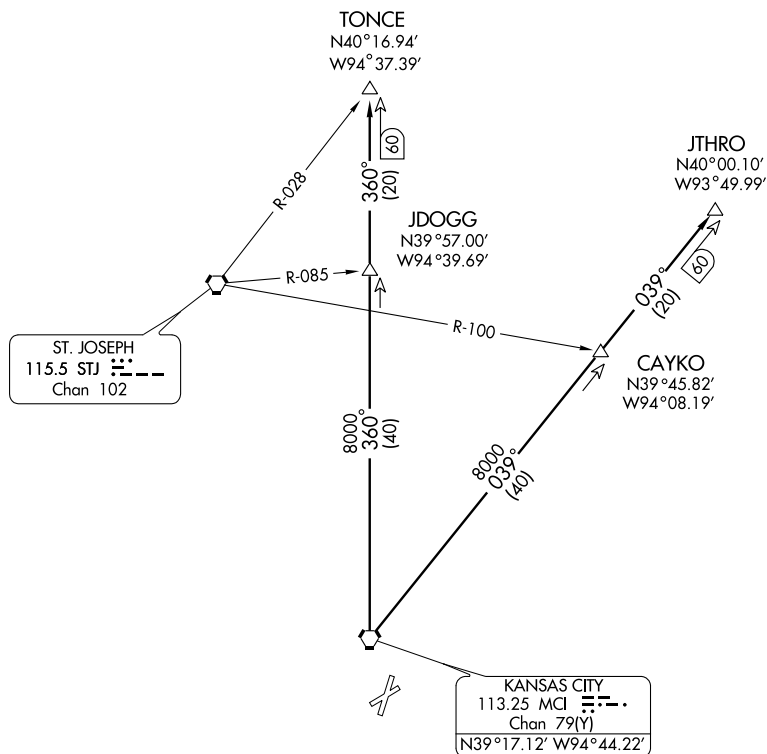 TONCE
N40°16.94'
W94°37.39'
60
360°
(20)
R-028
JTHRO
N40°00.10'
W93°49.99'
60
039°
(20)
JDOGG
N39°57.00'
W94°39.69'
R-085
R-100
ST. JOSEPH
115.5 STJ
Chan 102
CAYKO
N39°45.82'
W94°08.19'
8000
360°
(40)
8000
039°
(40)
KANSAS CITY
113.25 MCI
Chan 79(Y)
N39°17.12' W94°44.22'